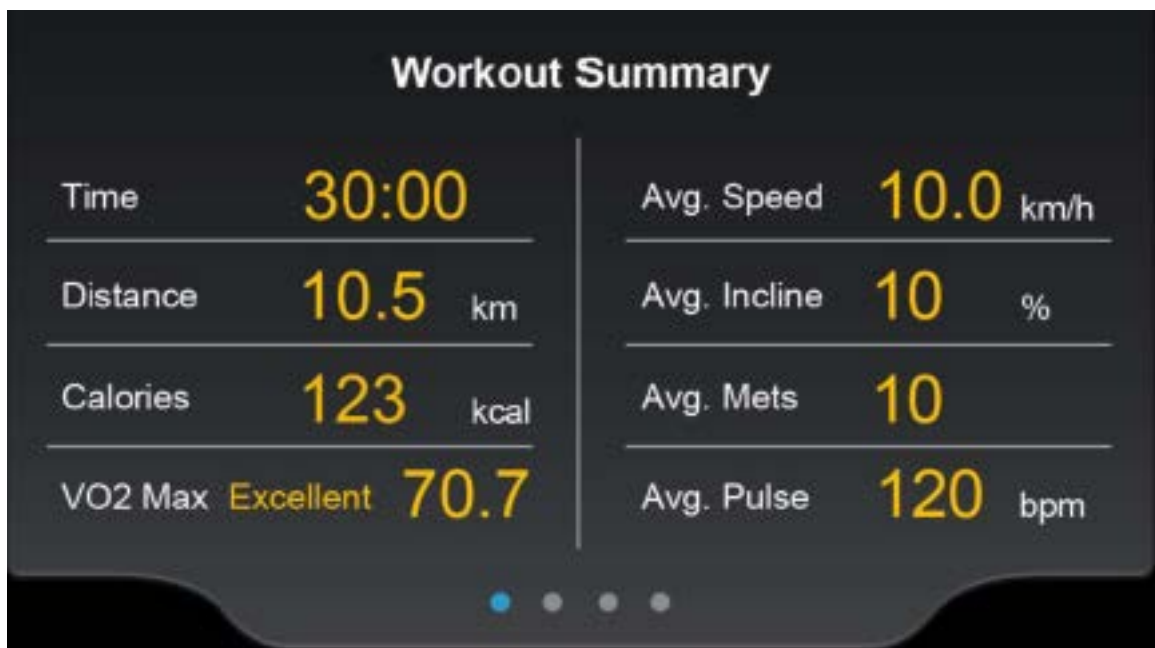 Workout Summary
Time 30:00
Distance 10.5 km
Calories 123 kcal
VO2 Max Excellent 70.7
Avg. Speed 10.0 km/h
Avg. Incline 10 %
Avg. Mets 10
Avg. Pulse 120 bpm